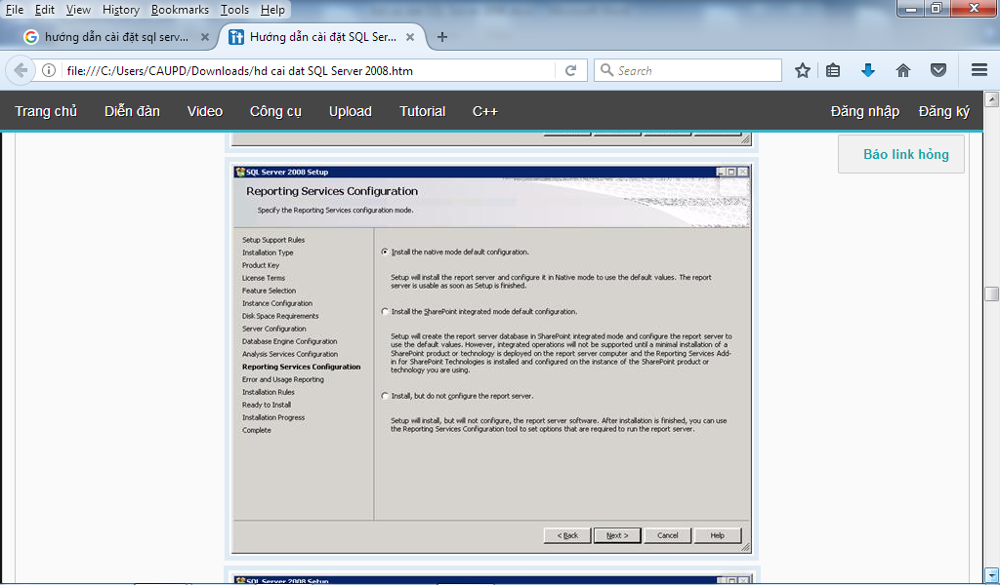 File Edit View History Bookmarks Tools Help
hướng dẫn cài đặt sql serv...
Hướng dẫn cài đặt SQL Ser...
file:///C:/Users/CAUPD/Downloads/hd cai dat SQL Server 2008.htm
Search
Trang chủ Diễn đàn Video Công cụ Upload Tutorial C++ Đăng nhập Đăng ký
Báo link hỏng
SQL Server 2008 Setup
Reporting Services Configuration
Specify the Reporting Services configuration mode.
Setup Support Rules
Installation Type
Product Key
License Terms
Feature Selection
Instance Configuration
Disk Space Requirements
Server Configuration
Database Engine Configuration
Analysis Services Configuration
Reporting Services Configuration
Error and Usage Reporting
Installation Rules
Ready to Install
Installation Progress
Complete
Install the native mode default configuration.
Setup will install the report server and configure it in Native mode to use the default values. The report
server is usable as soon as Setup is finished.
Install the SharePoint integrated mode default configuration.
Setup will create the report server database in SharePoint integrated mode and configure the report server to
use the default values. However, integrated operations will not be supported until a minimal installation of a
SharePoint product or technology is deployed on the report server computer and the Reporting Services Add-
in for SharePoint Technologies is installed and configured on the instance of the SharePoint product or
technology you are using.
Install, but do not configure the report server.
Setup will install, but will not configure, the report server software. After installation is finished, you can use
the Reporting Services Configuration tool to set options that are required to run the report server.
< Back Next > Cancel Help
SQL Server 2008 Setup